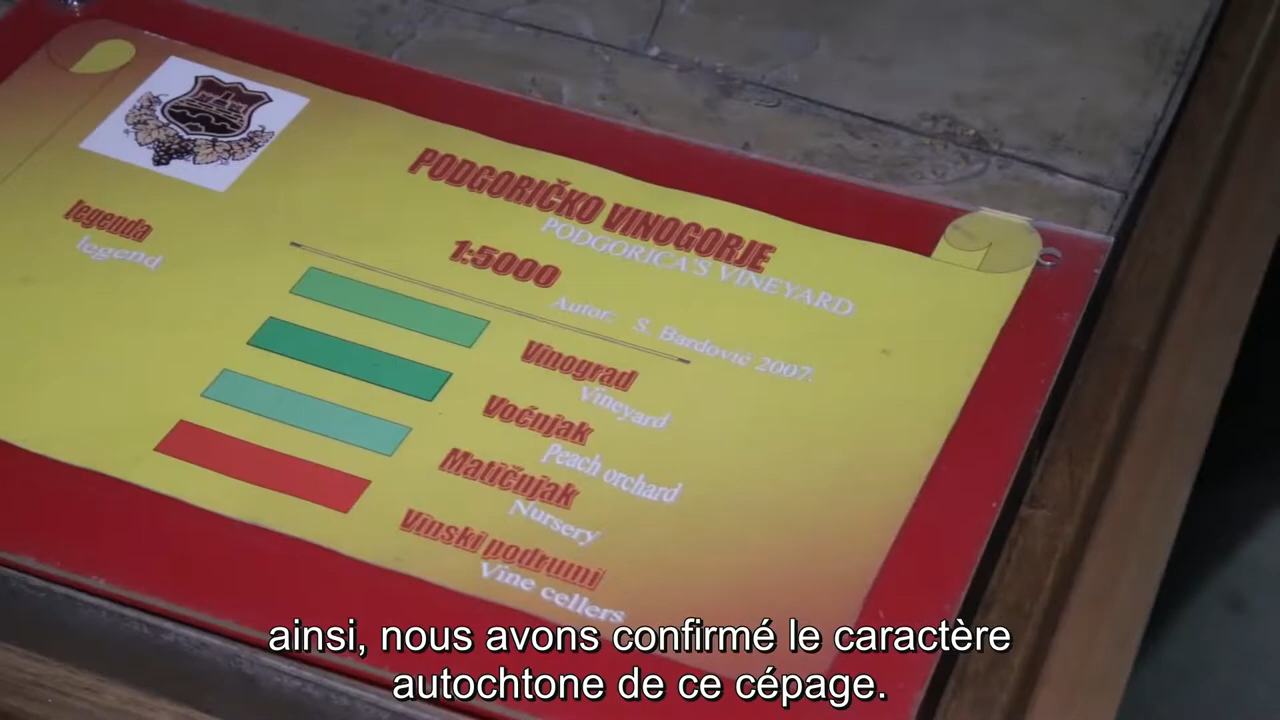 PODGORIČKO VINOGORJE
PODGORICA'S VINEYARD
1:5000
Autor: S. Bardović 2007.
legenda
legend
Vinograd
Vineyard
Voćnjak
Peach orchard
Matičnjak
Nursery
Vinski podrumi
Vine cellers
ainsi, nous avons confirmé le caractère
autochtone de ce cépage.